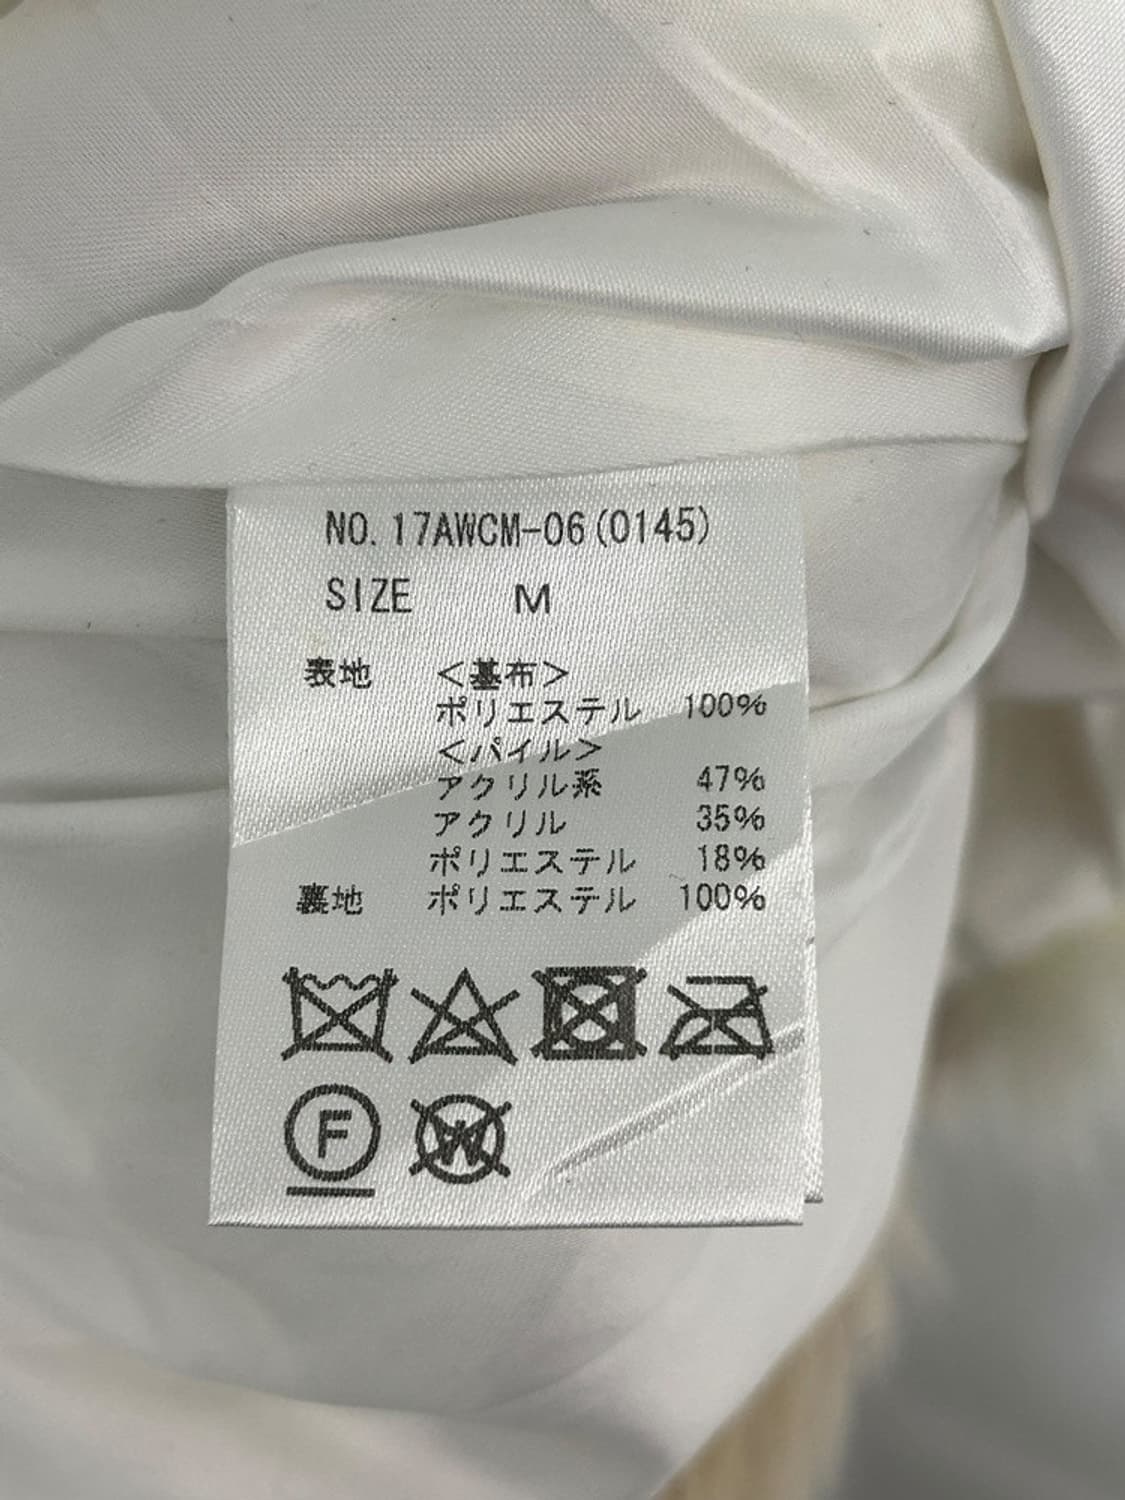 NO. 17AWCM-06(0145)
SIZE M
表地 <基布>
ポリエステル 100%
<パイル>
アクリル系 47%
アクリル 35%
ポリエステル 18%
裏地 ポリエステル 100%
F W